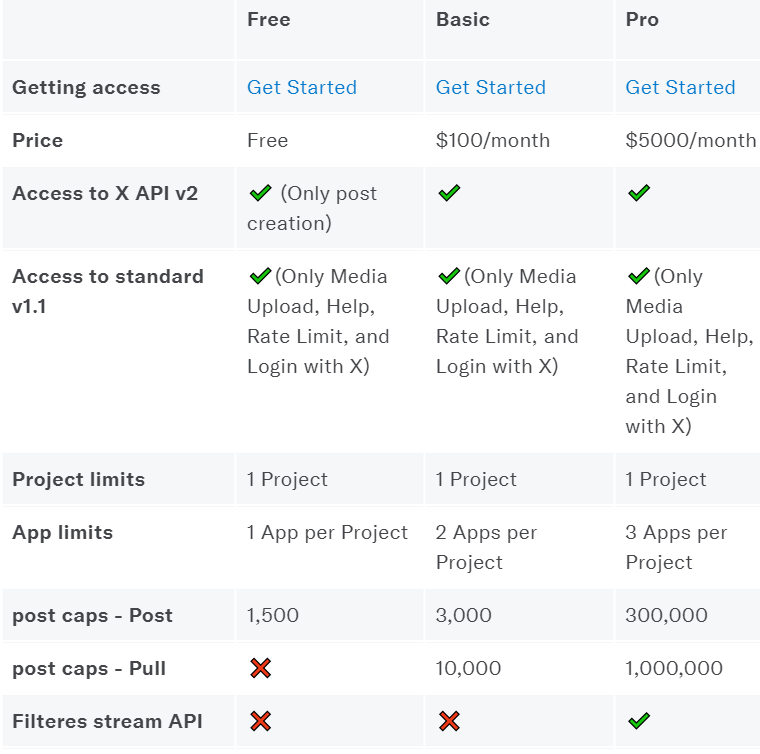 Free Basic Pro
Getting access Get Started Get Started Get Started
Price Free $100/month $5000/month
Access to X API v2 (Only post
creation)
Access to standard (Only Media (Only Media (Only
v1.1 Upload, Help, Upload, Help, Media
Rate Limit, and Rate Limit, and Upload, Help,
Login with X) Login with X) Rate Limit,
and Login
with X)
Project limits 1 Project 1 Project 1 Project
App limits 1 App per Project 2 Apps per 3 Apps per
Project Project
post caps - Post 1,500 3,000 300,000
post caps - Pull 10,000 1,000,000
Filteres stream API